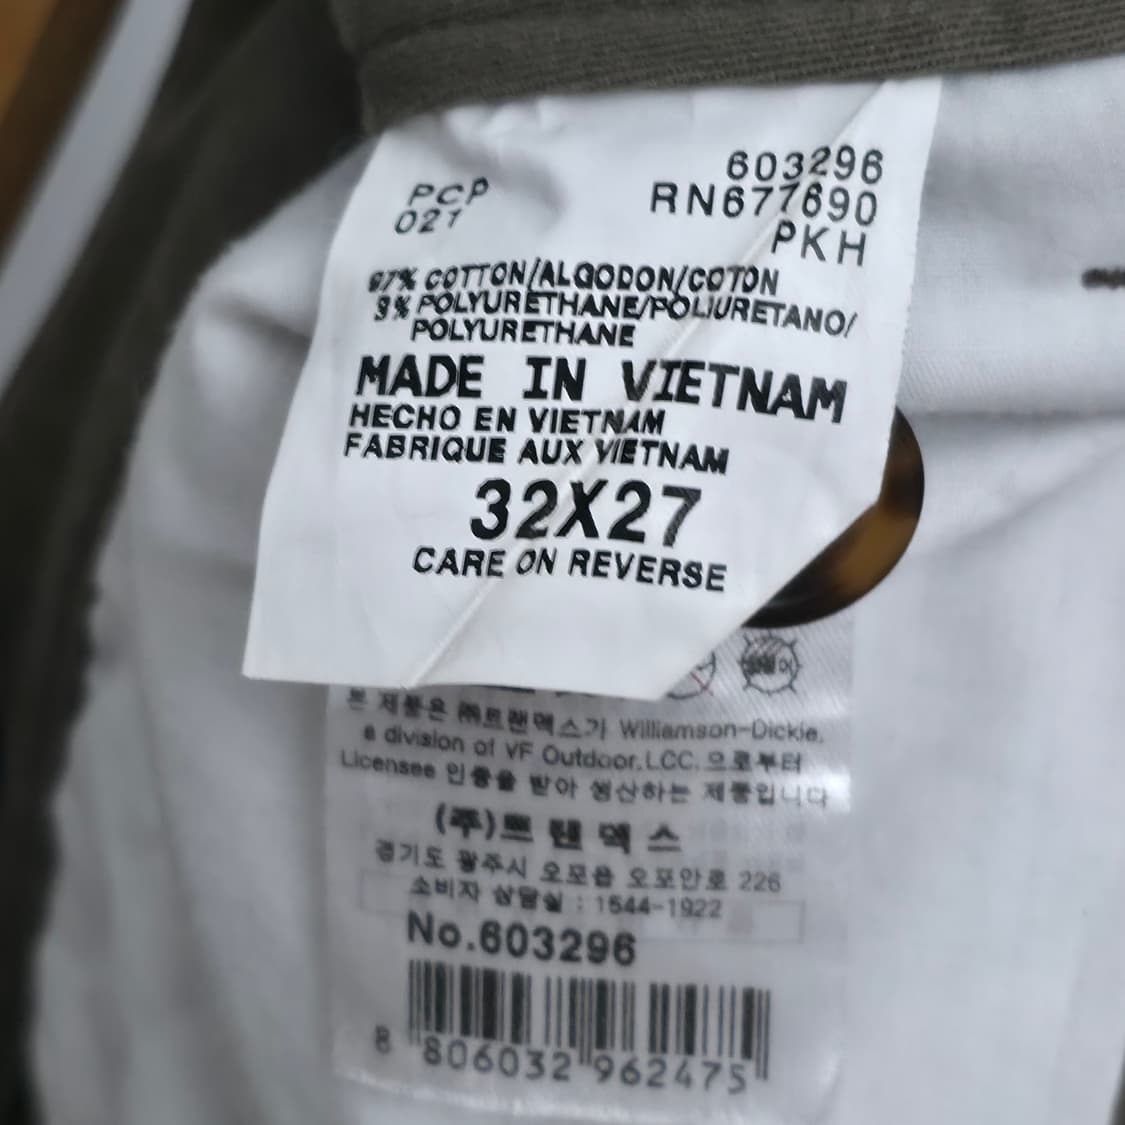 603296
PCP
RN677690
021
PKH
97% COTTON/ALGODON/COTON
3% POLYURETHANE/POLIURETANO/
POLYURETHANE
MADE IN VIETNAM
HECHO EN VIETNAM
FABRIQUE AUX VIETNAM
32X27
CARE ON REVERSE
본 제품은 ㈜트랜맥스가 Williamson-Dickie,
a division of VF Outdoor.LCC.으로부터
Licensee 인증을 받아 생산하는 제품입니다
(주)트랜맥스
경기도 광주시 오포읍 오포안로 226
소비자 상담실 : 1544-1922
No.603296
8 806032 962475